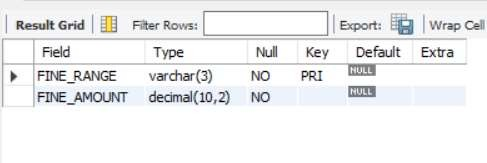 Result Grid Filter Rows: Export: Wrap Cell
Field Type Null Key Default Extra
FINE_RANGE varchar(3) NO PRI NULL
FINE_AMOUNT decimal(10,2) NO NULL